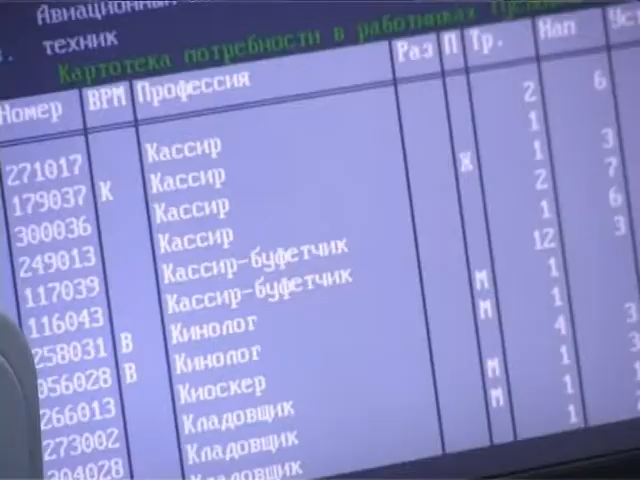 Авиационный
техник
Картотека потребности в работниках
Номер ВРМ Профессия Раз П Тр. Нап Уст
271017 Кассир 2 6
179037 К Кассир 1
300036 Кассир Ж 1 3
249013 Кассир 2 7
117039 Кассир-буфетчик 1 6
116043 Кассир-буфетчик 12 3
258031 В Кинолог М 1
056028 В Кинолог М 1
266013 Киоскер 4 3
273002 Кладовщик М 1 3
304028 Кладовщик М 1
Кладовщик 1